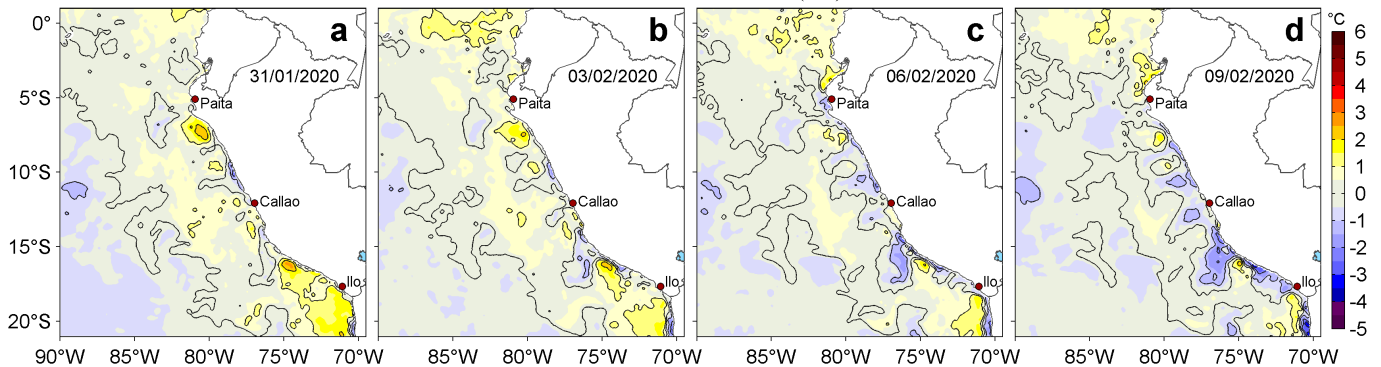 a
b
c
d
°C
31/01/2020
03/02/2020
06/02/2020
09/02/2020
0°
5°S
10°S
15°S
20°S
Paita
Callao
Ilo
Paita
Callao
Ilo
Paita
Callao
Ilo
Paita
Callao
Ilo
90°W 85°W 80°W 75°W 70°W
85°W 80°W 75°W 70°W
85°W 80°W 75°W 70°W
85°W 80°W 75°W 70°W
6
5
4
3
2
1
0
-1
-2
-3
-4
-5